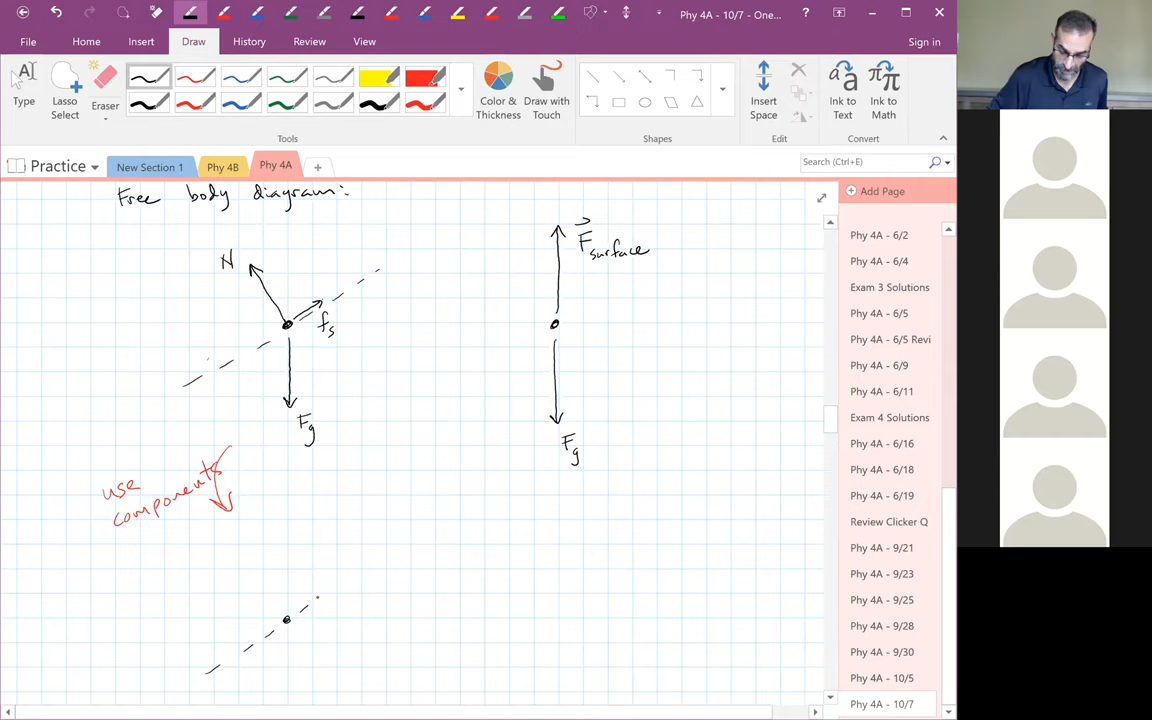 Phy 4A - 10/7 - One...
File
Home
Insert
Draw
History
Review
View
Sign in
Type
Lasso
Select
Eraser
Color &
Thickness
Draw with
Touch
Insert
Space
Ink to
Text
Ink to
Math
Tools
Shapes
Edit
Convert
Practice
New Section 1
Phy 4B
Phy 4A
Search (Ctrl+E)
Add Page
Phy 4A - 6/2
Phy 4A - 6/4
Exam 3 Solutions
Phy 4A - 6/5
Phy 4A - 6/5 Revi
Phy 4A - 6/9
Phy 4A - 6/11
Exam 4 Solutions
Phy 4A - 6/16
Phy 4A - 6/18
Phy 4A - 6/19
Review Clicker Q
Phy 4A - 9/21
Phy 4A - 9/23
Phy 4A - 9/25
Phy 4A - 9/28
Phy 4A - 9/30
Phy 4A - 10/5
Phy 4A - 10/7
Free body diagram:
N
fs
Fg
F surface
Fg
use
components